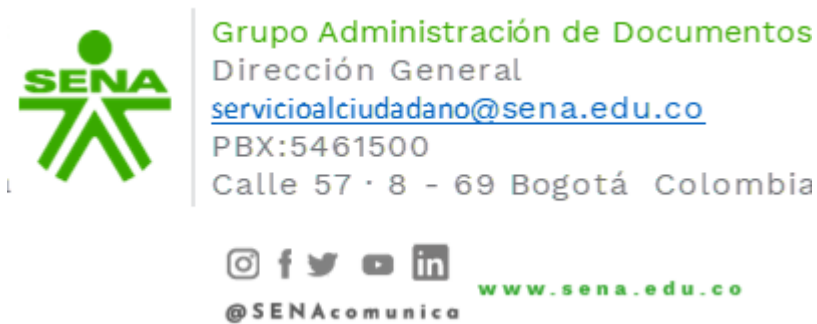 SENA
Grupo Administración de Documentos
Dirección General
servicioalciudadano@sena.edu.co
PBX:5461500
Calle 57 · 8 - 69 Bogotá Colombia
@SENAcomunica
www.sena.edu.co